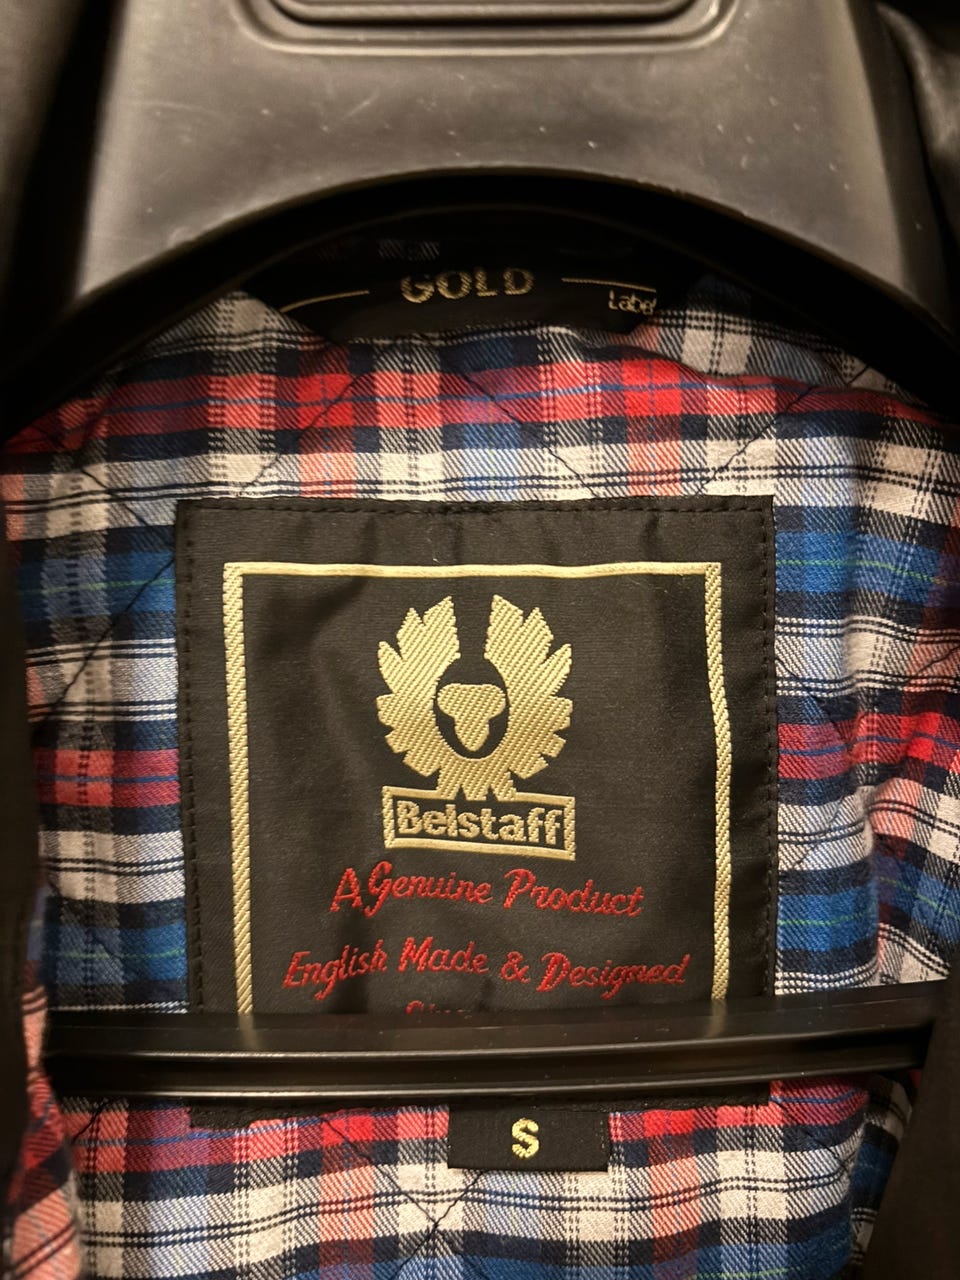 GOLD
Label
Belstaff
A Genuine Product
English Made & Designed
S